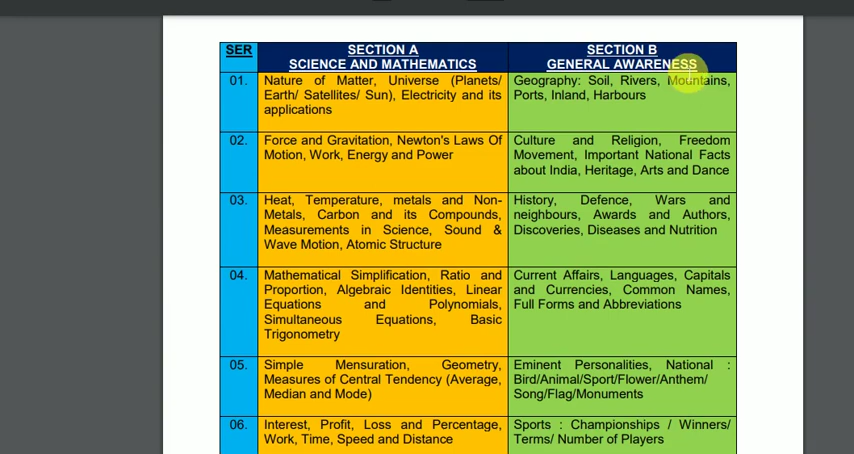 SER
SECTION A
SCIENCE AND MATHEMATICS
SECTION B
GENERAL AWARENESS
01.
Nature of Matter, Universe (Planets/
Earth/ Satellites/ Sun), Electricity and its
applications
Geography: Soil, Rivers, Mountains,
Ports, Inland, Harbours
02.
Force and Gravitation, Newton's Laws Of
Motion, Work, Energy and Power
Culture and Religion, Freedom
Movement, Important National Facts
about India, Heritage, Arts and Dance
03.
Heat, Temperature, metals and Non-
Metals, Carbon and its Compounds,
Measurements in Science, Sound &
Wave Motion, Atomic Structure
History, Defence, Wars and
neighbours, Awards and Authors,
Discoveries, Diseases and Nutrition
04.
Mathematical Simplification, Ratio and
Proportion, Algebraic Identities, Linear
Equations and Polynomials,
Simultaneous Equations, Basic
Trigonometry
Current Affairs, Languages, Capitals
and Currencies, Common Names,
Full Forms and Abbreviations
05.
Simple Mensuration, Geometry,
Measures of Central Tendency (Average,
Median and Mode)
Eminent Personalities, National :
Bird/Animal/Sport/Flower/Anthem/
Song/Flag/Monuments
06.
Interest, Profit, Loss and Percentage,
Work, Time, Speed and Distance
Sports : Championships / Winners/
Terms/ Number of Players